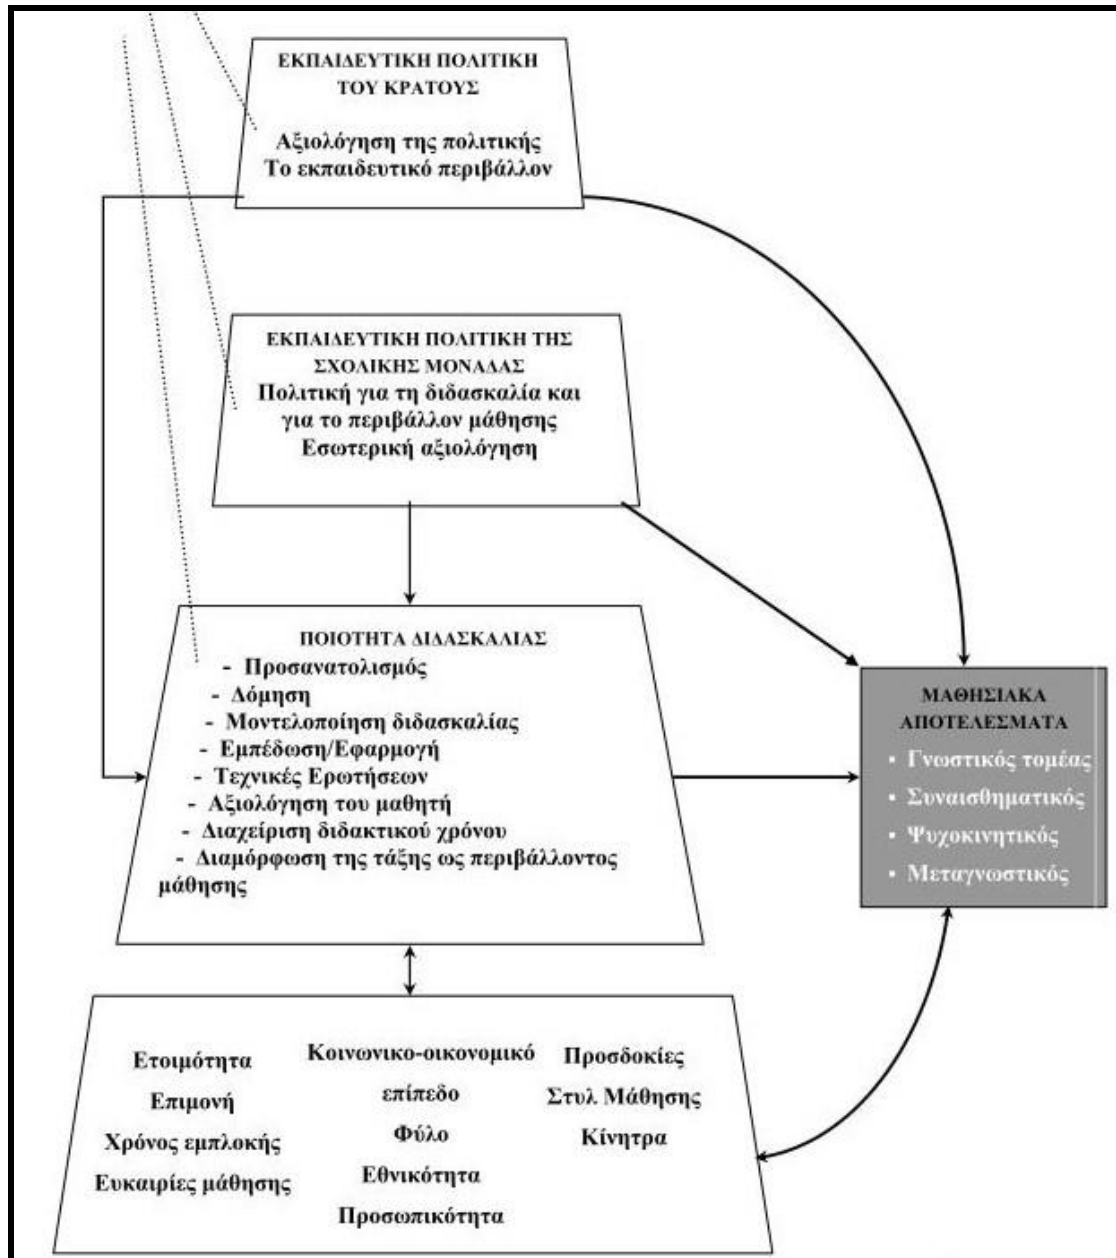 ΕΚΠΑΙΔΕΥΤΙΚΗ ΠΟΛΙΤΙΚΗ
ΤΟΥ ΚΡΑΤΟΥΣ
Αξιολόγηση της πολιτικής
Το εκπαιδευτικό περιβάλλον
ΕΚΠΑΙΔΕΥΤΙΚΗ ΠΟΛΙΤΙΚΗ ΤΗΣ
ΣΧΟΛΙΚΗΣ ΜΟΝΑΔΑΣ
Πολιτική για τη διδασκαλία και
για το περιβάλλον μάθησης
Εσωτερική αξιολόγηση
ΠΟΙΟΤΗΤΑ ΔΙΔΑΣΚΑΛΙΑΣ
- Προσανατολισμός
- Δόμηση
- Μοντελοποίηση διδασκαλίας
- Εμπέδωση/Εφαρμογή
- Τεχνικές Ερωτήσεων
- Αξιολόγηση του μαθητή
- Διαχείριση διδακτικού χρόνου
- Διαμόρφωση της τάξης ως περιβάλλοντος
μάθησης
ΜΑΘΗΣΙΑΚΑ
ΑΠΟΤΕΛΕΣΜΑΤΑ
▪ Γνωστικός τομέας
▪ Συναισθηματικός
▪ Ψυχοκινητικός
▪ Μεταγνωστικός
Ετοιμότητα
Επιμονή
Χρόνος εμπλοκής
Ευκαιρίες μάθησης
Κοινωνικο-οικονομικό
επίπεδο
Φύλο
Εθνικότητα
Προσωπικότητα
Προσδοκίες
Στυλ Μάθησης
Κίνητρα